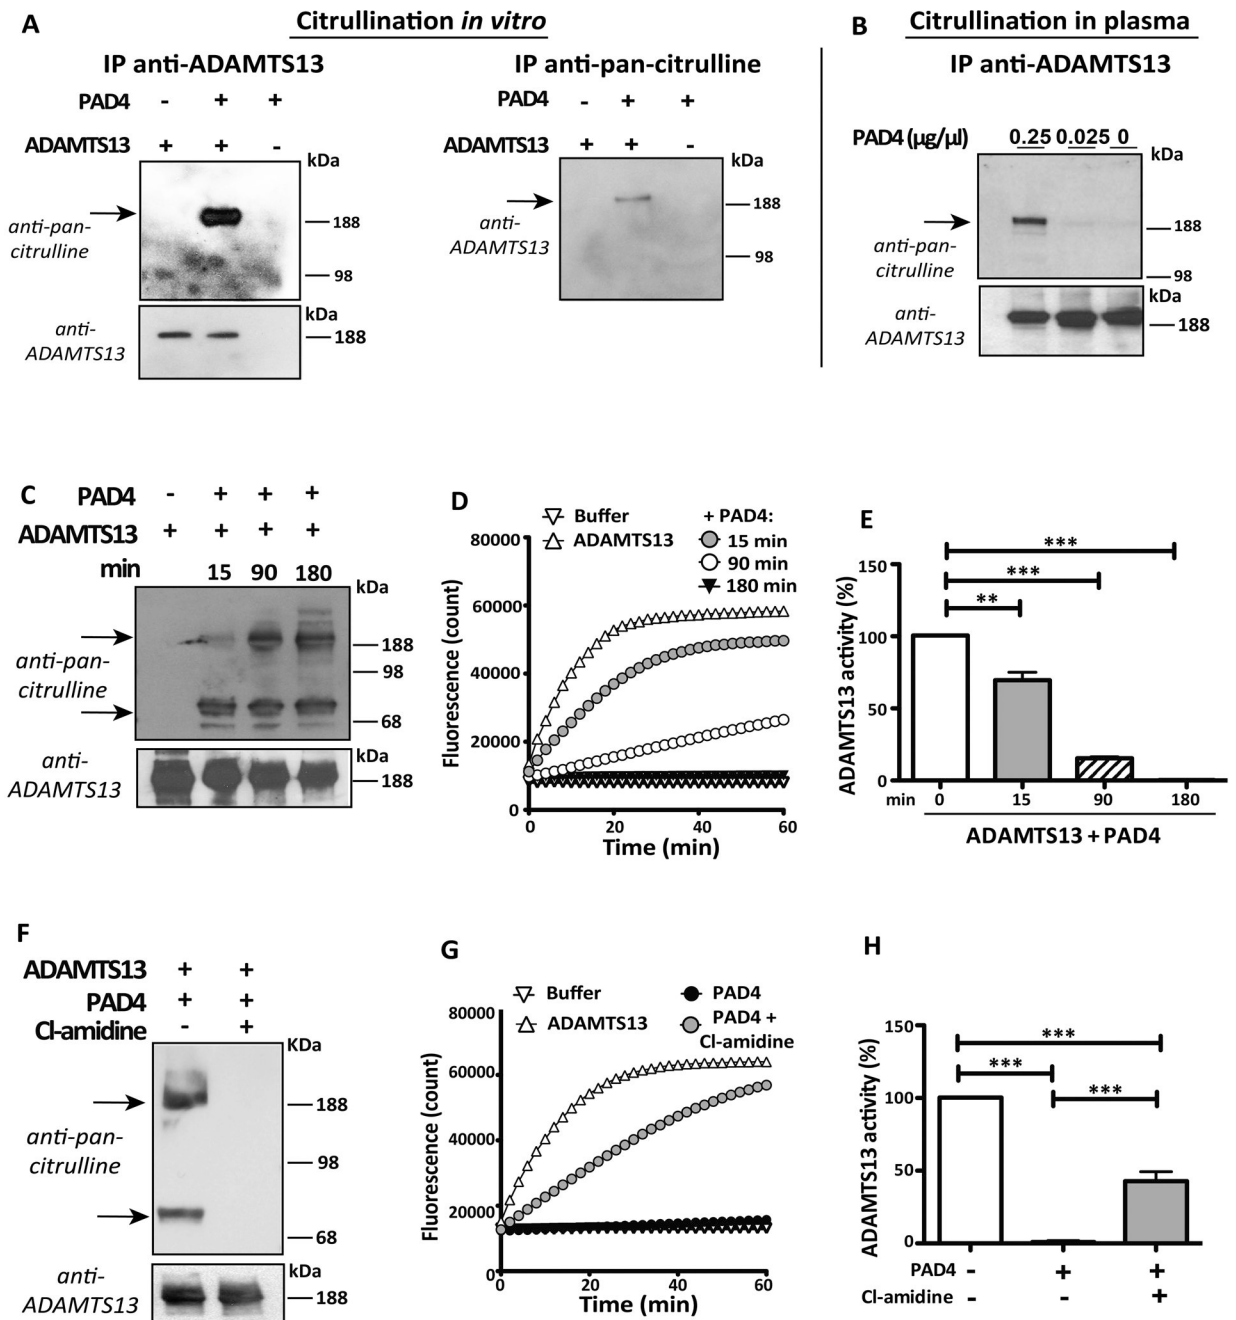 A
Citrullination in vitro
IP anti-ADAMTS13
PAD4 - + +
ADAMTS13 + + -
kDa
anti-pan-
citrulline
188
98
kDa
anti-
ADAMTS13
188
IP anti-pan-citrulline
PAD4 - + +
ADAMTS13 + + -
kDa
anti-
ADAMTS13
188
98
B
Citrullination in plasma
IP anti-ADAMTS13
PAD4 (µg/µl) 0.25 0.025 0
kDa
anti-pan-
citrulline
188
98
kDa
anti-
ADAMTS13
188
C
PAD4 - + + +
ADAMTS13 + + + +
min 15 90 180
kDa
anti-pan-
citrulline
188
98
68
kDa
anti-
ADAMTS13
188
D
Buffer
ADAMTS13
+ PAD4:
15 min
90 min
180 min
Fluorescence (count)
80000
60000
40000
20000
0
0 20 40 60
Time (min)
E
ADAMTS13 activity (%)
150
100
50
0
***
***
**
min 0 15 90 180
ADAMTS13 + PAD4
F
ADAMTS13 + +
PAD4 + +
Cl-amidine - +
KDa
anti-pan-
citrulline
188
98
68
kDa
anti-
ADAMTS13
188
G
Buffer
ADAMTS13
PAD4
PAD4 +
Cl-amidine
Fluorescence (count)
80000
60000
40000
20000
0
0 20 40 60
Time (min)
H
ADAMTS13 activity (%)
150
100
50
0
***
***
***
PAD4 - + +
Cl-amidine - - +